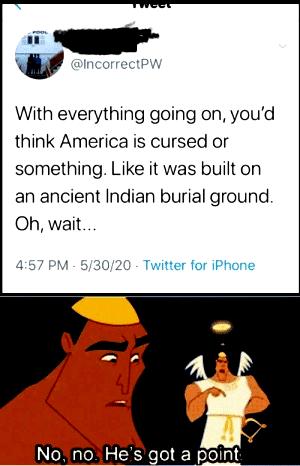 Tweet
POOL
@IncorrectPW
With everything going on, you'd
think America is cursed or
something. Like it was built on
an ancient Indian burial ground.
Oh, wait...
4:57 PM · 5/30/20 · Twitter for iPhone
No, no. He's got a point